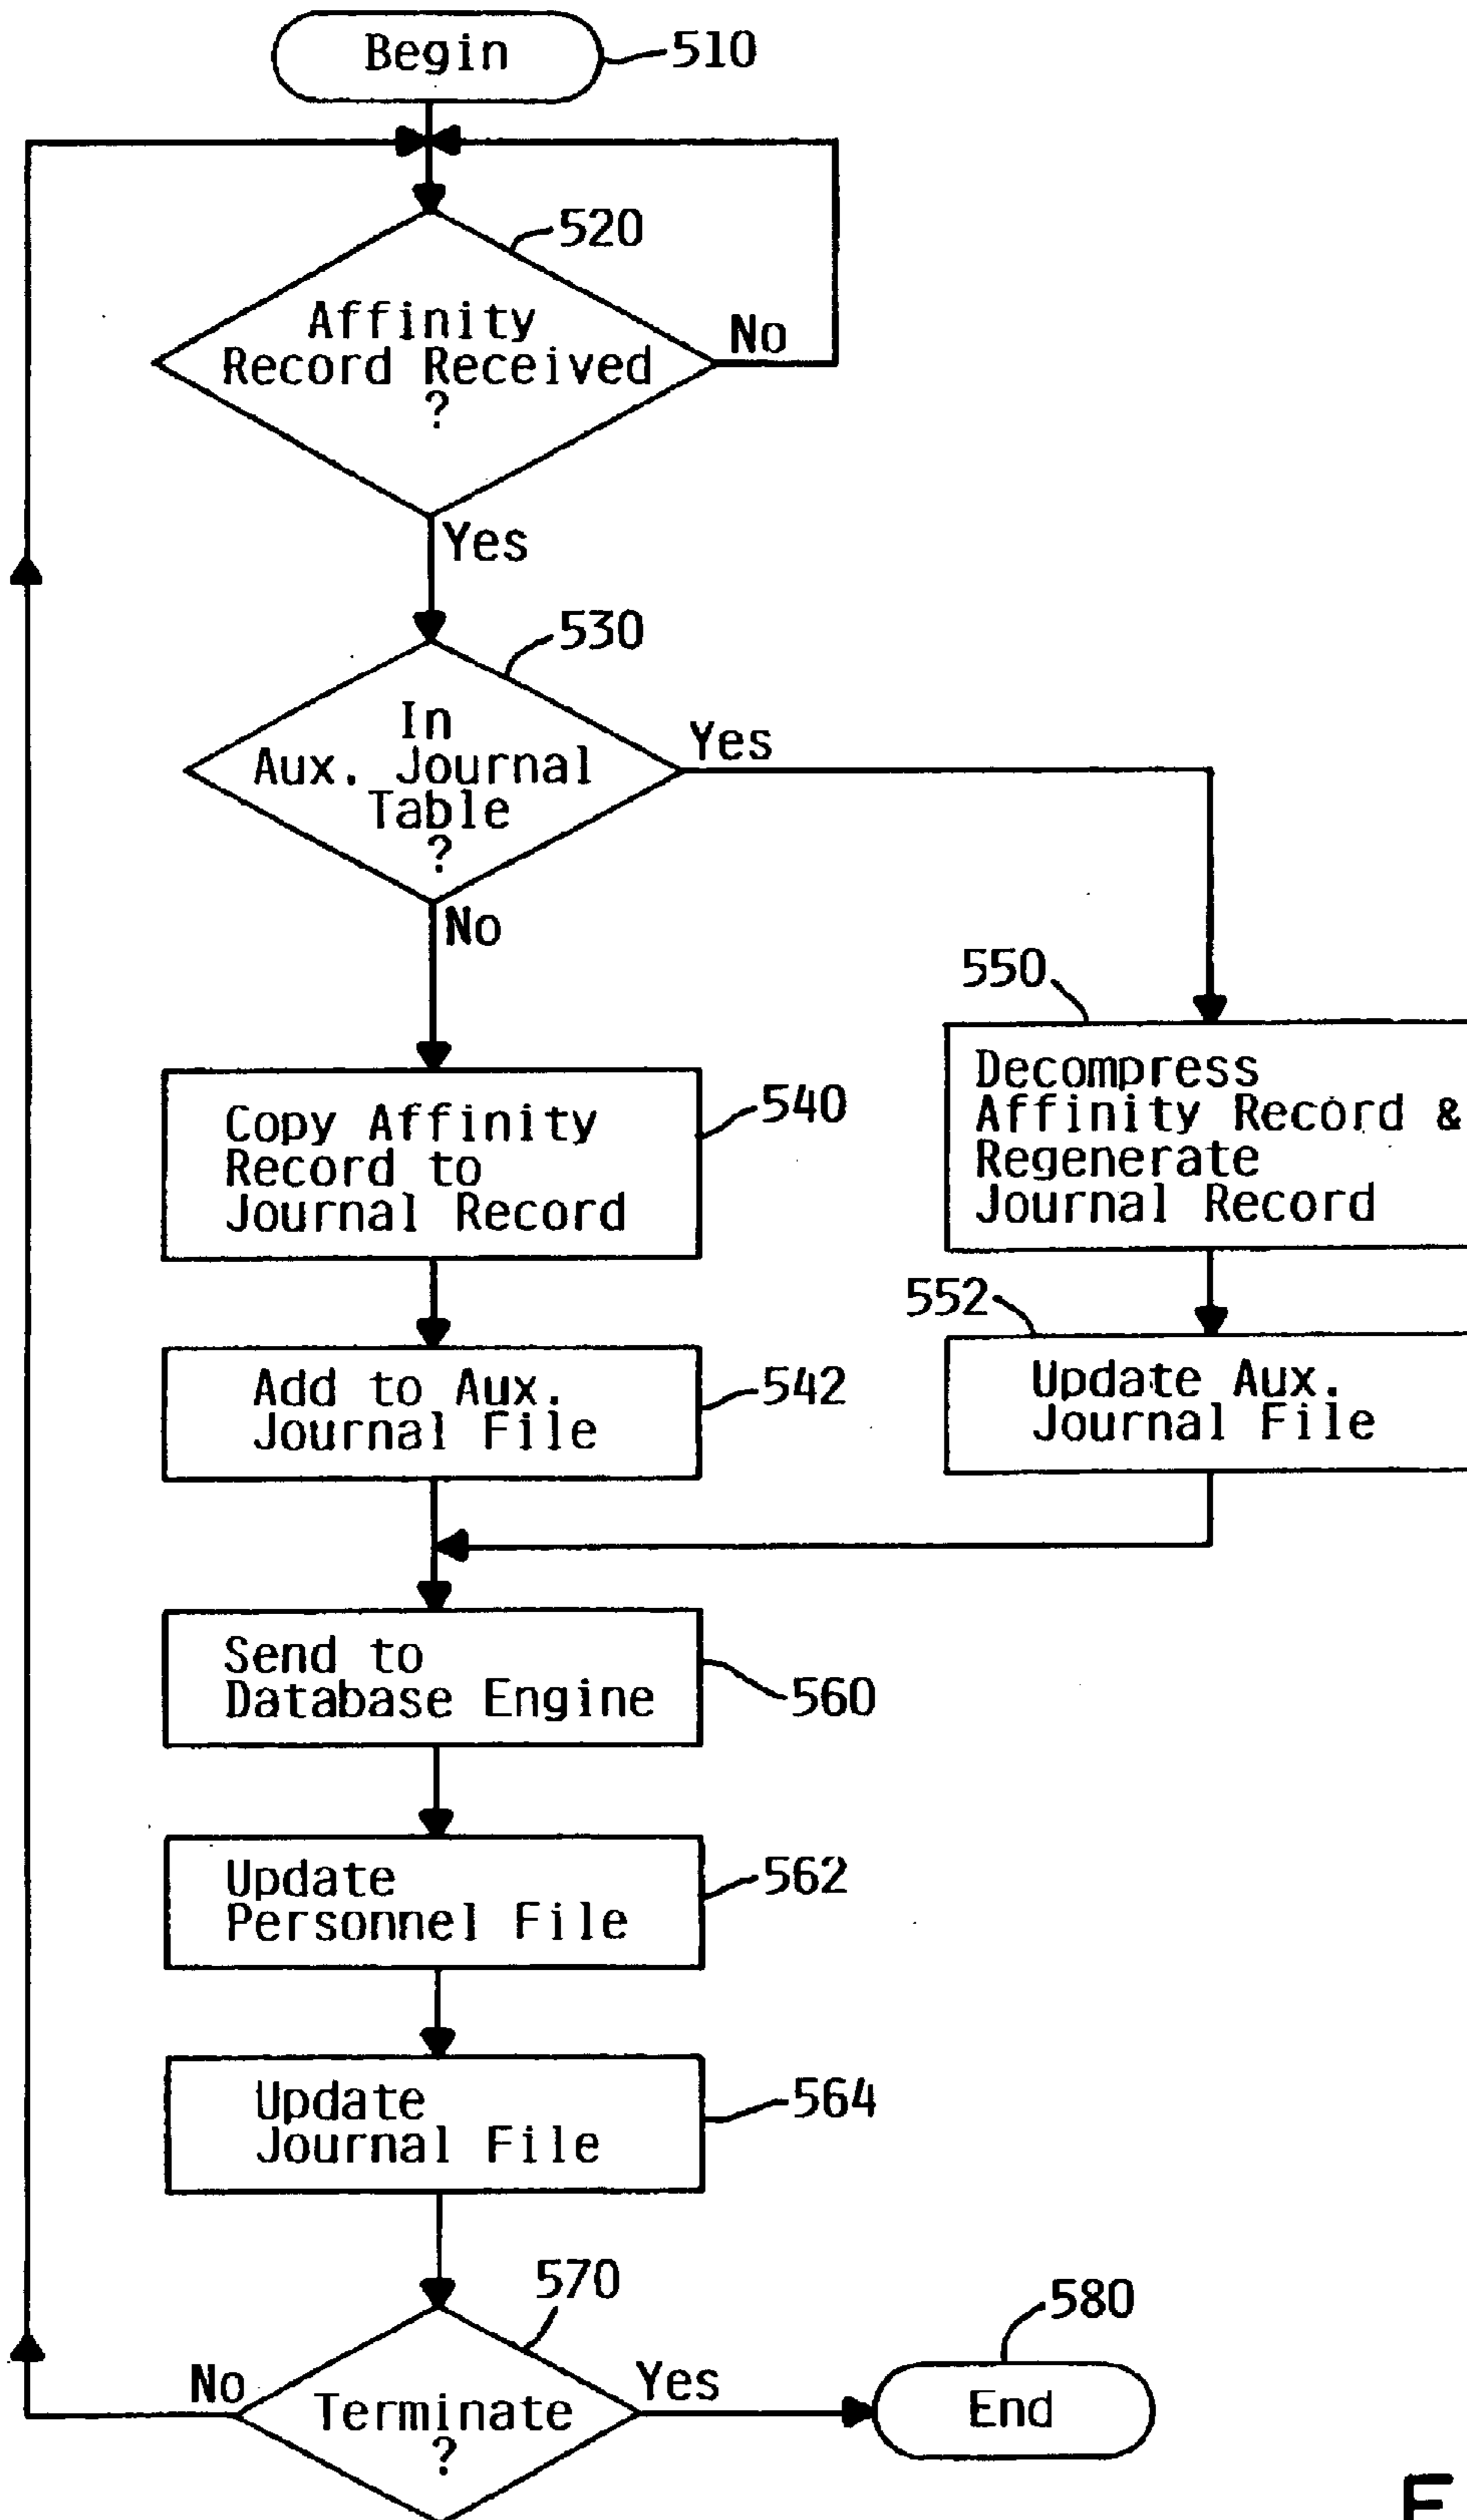 Begin
510
520
Affinity
Record Received
?
No
Yes
530
In
Aux. Journal
Table
?
Yes
No
550
Decompress
Affinity Record &
Regenerate
Journal Record
Copy Affinity
Record to
Journal Record
540
552
Update Aux.
Journal File
Add to Aux.
Journal File
542
Send to
Database Engine
560
Update
Personnel File
562
Update
Journal File
564
570
580
No
Terminate
?
Yes
End